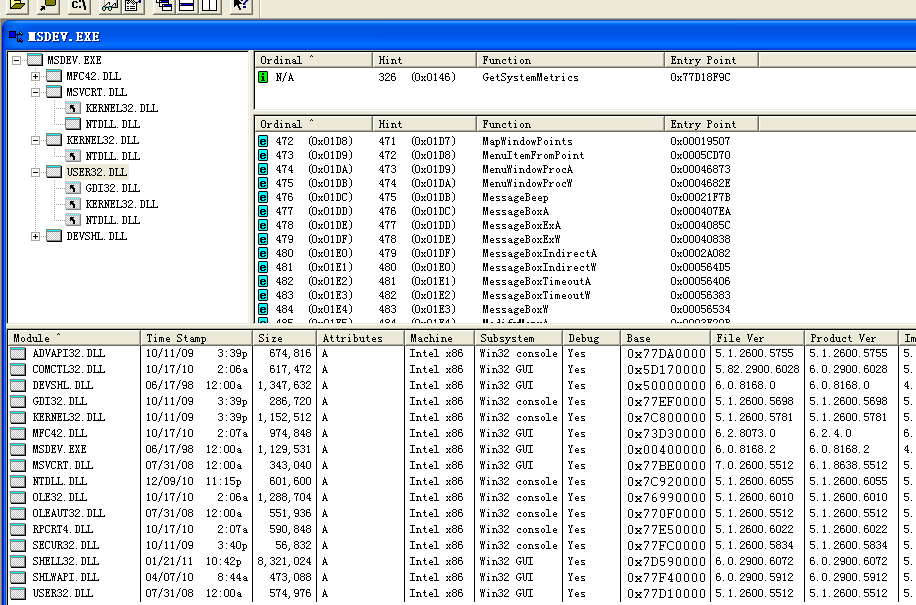 c:\
MSDEV.EXE
MSDEV.EXE
MFC42.DLL
MSVCRT.DLL
KERNEL32.DLL
NTDLL.DLL
KERNEL32.DLL
NTDLL.DLL
USER32.DLL
GDI32.DLL
KERNEL32.DLL
NTDLL.DLL
DEVSHL.DLL
Ordinal ^ Hint Function Entry Point
N/A 326 (0x0146) GetSystemMetrics 0x77D18F9C
Ordinal ^ Hint Function Entry Point
472 (0x01D8) 471 (0x01D7) MapWindowPoints 0x00019507
473 (0x01D9) 472 (0x01D8) MenuItemFromPoint 0x0005CD70
474 (0x01DA) 473 (0x01D9) MenuWindowProcA 0x00046873
475 (0x01DB) 474 (0x01DA) MenuWindowProcW 0x0004682E
476 (0x01DC) 475 (0x01DB) MessageBeep 0x00021F7B
477 (0x01DD) 476 (0x01DC) MessageBoxA 0x000407EA
478 (0x01DE) 477 (0x01DD) MessageBoxExA 0x0004085C
479 (0x01DF) 478 (0x01DE) MessageBoxExW 0x00040838
480 (0x01E0) 479 (0x01DF) MessageBoxIndirectA 0x0002A082
481 (0x01E1) 480 (0x01E0) MessageBoxIndirectW 0x000564D5
482 (0x01E2) 481 (0x01E1) MessageBoxTimeoutA 0x00056406
483 (0x01E3) 482 (0x01E2) MessageBoxTimeoutW 0x00056383
484 (0x01E4) 483 (0x01E3) MessageBoxW 0x00056534
Module ^ Time Stamp Size Attributes Machine Subsystem Debug Base File Ver Product Ver Im
ADVAPI32.DLL 10/11/09 3:39p 674,816 A Intel x86 Win32 console Yes 0x77DA0000 5.1.2600.5755 5.1.2600.5755 5.
COMCTL32.DLL 10/17/10 2:06a 617,472 A Intel x86 Win32 GUI Yes 0x5D170000 5.82.2900.6028 6.0.2900.6028 5.
DEVSHL.DLL 06/17/98 12:00a 1,347,632 A Intel x86 Win32 GUI Yes 0x50000000 6.0.8168.0 6.0.8168.0 4.
GDI32.DLL 10/11/09 3:39p 286,720 A Intel x86 Win32 console Yes 0x77EF0000 5.1.2600.5698 5.1.2600.5698 5.
KERNEL32.DLL 10/11/09 3:39p 1,152,512 A Intel x86 Win32 console Yes 0x7C800000 5.1.2600.5781 5.1.2600.5781 5.
MFC42.DLL 10/17/10 2:07a 974,848 A Intel x86 Win32 GUI Yes 0x73D30000 6.2.8073.0 6.2.4.0 6.
MSDEV.EXE 06/17/98 12:00a 1,129,531 A Intel x86 Win32 GUI Yes 0x00400000 6.0.8168.2 6.0.8168.2 4.
MSVCRT.DLL 07/31/08 12:00a 343,040 A Intel x86 Win32 GUI Yes 0x77BE0000 7.0.2600.5512 6.1.8638.5512 5.
NTDLL.DLL 12/09/10 11:15p 601,600 A Intel x86 Win32 console Yes 0x7C920000 5.1.2600.6055 5.1.2600.6055 5.
OLE32.DLL 10/17/10 2:06a 1,288,704 A Intel x86 Win32 GUI Yes 0x76990000 5.1.2600.6010 5.1.2600.6010 5.
OLEAUT32.DLL 07/31/08 12:00a 551,936 A Intel x86 Win32 GUI Yes 0x770F0000 5.1.2600.5512 5.1.2600.5512 5.
RPCRT4.DLL 10/17/10 2:07a 590,848 A Intel x86 Win32 console Yes 0x77E50000 5.1.2600.6022 5.1.2600.6022 5.
SECUR32.DLL 10/11/09 3:40p 56,832 A Intel x86 Win32 console Yes 0x77FC0000 5.1.2600.5834 5.1.2600.5834 5.
SHELL32.DLL 01/21/11 10:42p 8,321,024 A Intel x86 Win32 GUI Yes 0x7D590000 6.0.2900.6072 6.0.2900.6072 5.
SHLWAPI.DLL 04/07/10 8:44a 473,088 A Intel x86 Win32 GUI Yes 0x77F40000 6.0.2900.5912 6.0.2900.5912 5.
USER32.DLL 07/31/08 12:00a 574,976 A Intel x86 Win32 GUI Yes 0x77D10000 5.1.2600.5512 5.1.2600.5512 5.